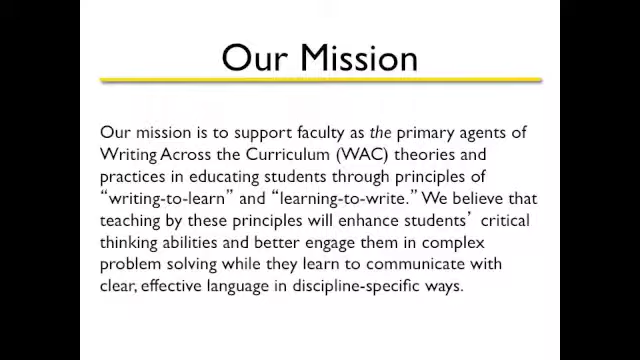 Our Mission
Our mission is to support faculty as the primary agents of
Writing Across the Curriculum (WAC) theories and
practices in educating students through principles of
“writing-to-learn” and “learning-to-write.” We believe that
teaching by these principles will enhance students’ critical
thinking abilities and better engage them in complex
problem solving while they learn to communicate with
clear, effective language in discipline-specific ways.